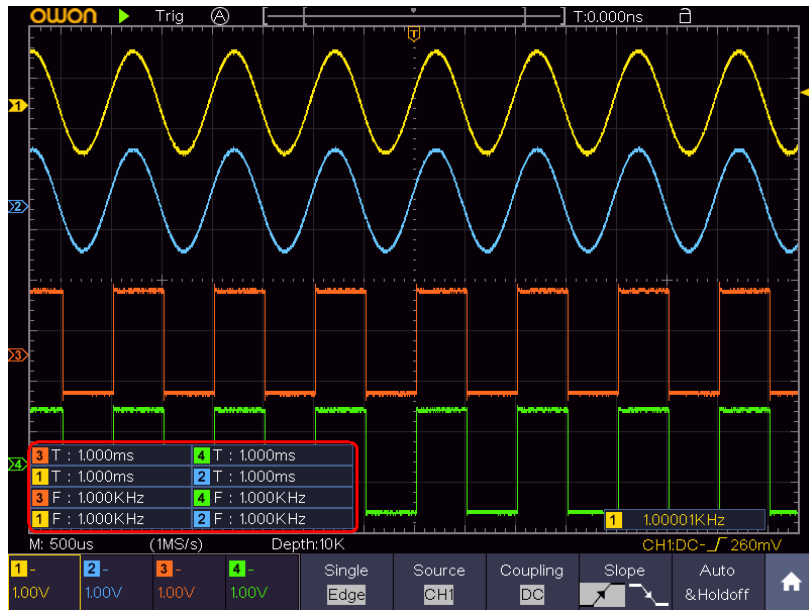 OWON Trig A T:0.000ns
T
1
2
3
4
3 T : 1.000ms 4 T : 1.000ms
1 T : 1.000ms 2 T : 1.000ms
3 F : 1.000KHz 4 F : 1.000KHz
1 F : 1.000KHz 2 F : 1.000KHz
1 1.00001KHz
M: 500us (1MS/s) Depth:10K CH1:DC- 260mV
1 - 2 - 3 - 4 - Single Source Coupling Slope Auto
1.00V 1.00V 1.00V 1.00V Edge CH1 DC &Holdoff